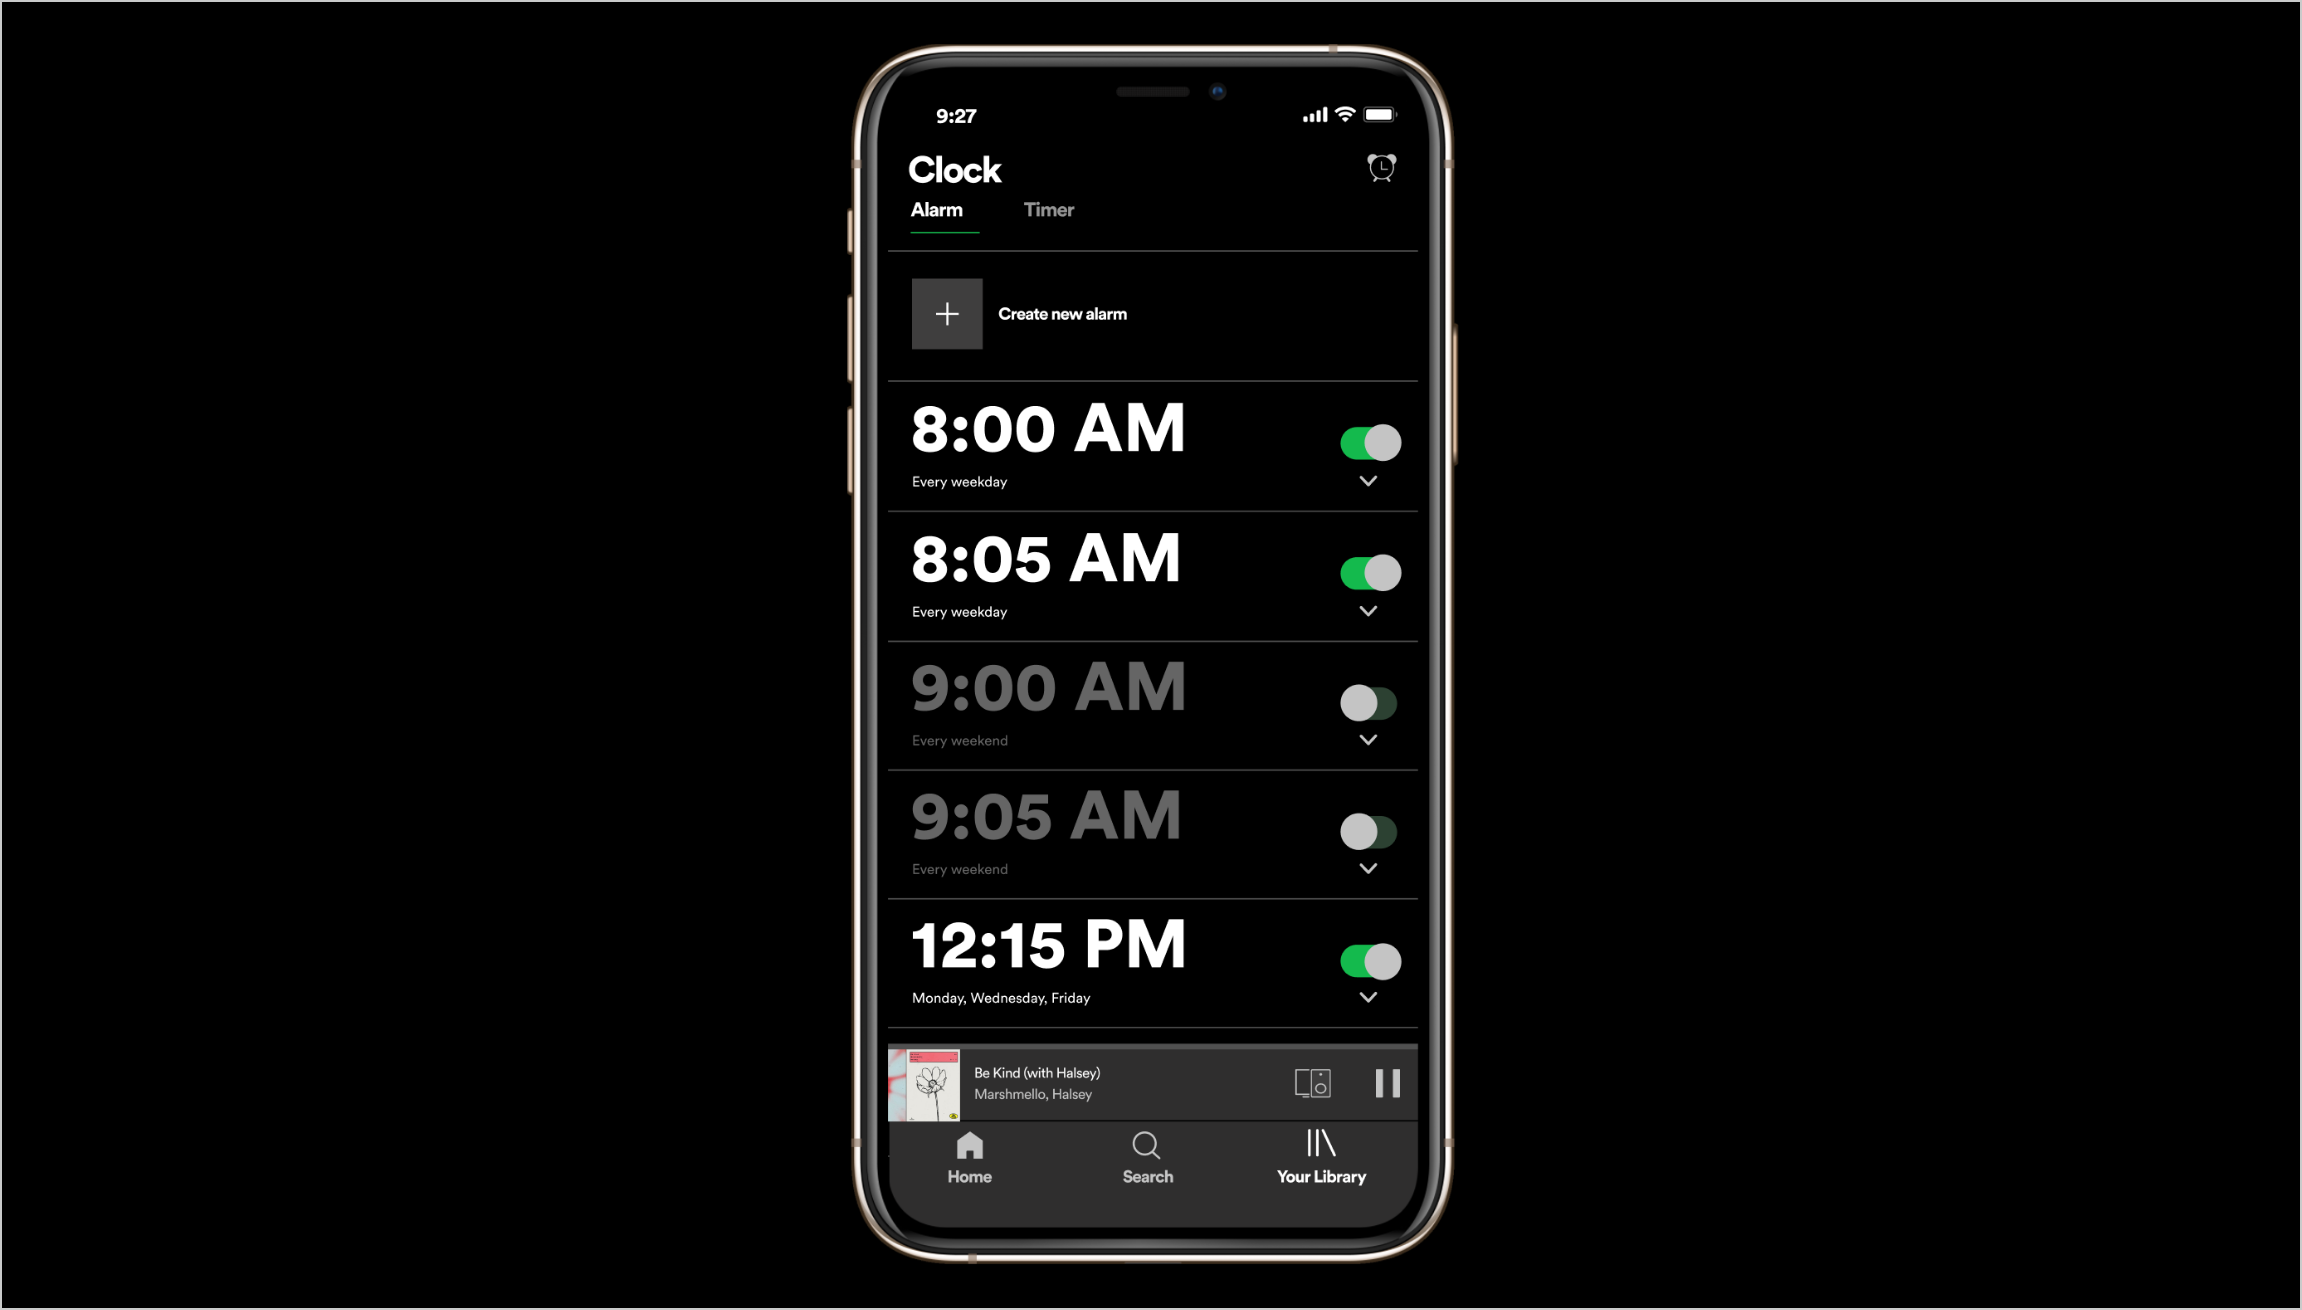 9:27
Clock
Alarm Timer
Create new alarm
8:00 AM
Every weekday
8:05 AM
Every weekday
9:00 AM
Every weekend
9:05 AM
Every weekend
12:15 PM
Monday, Wednesday, Friday
Be Kind (with Halsey)
Marshmello, Halsey
Home Search Your Library